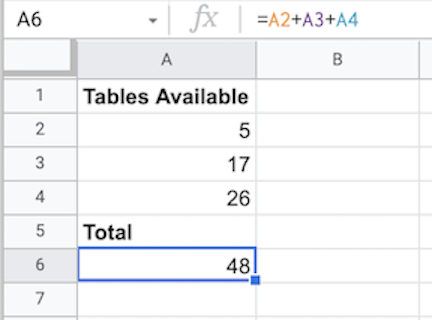 A6 fx =A2+A3+A4
A B
1 Tables Available
2 5
3 17
4 26
5 Total
6 48
7